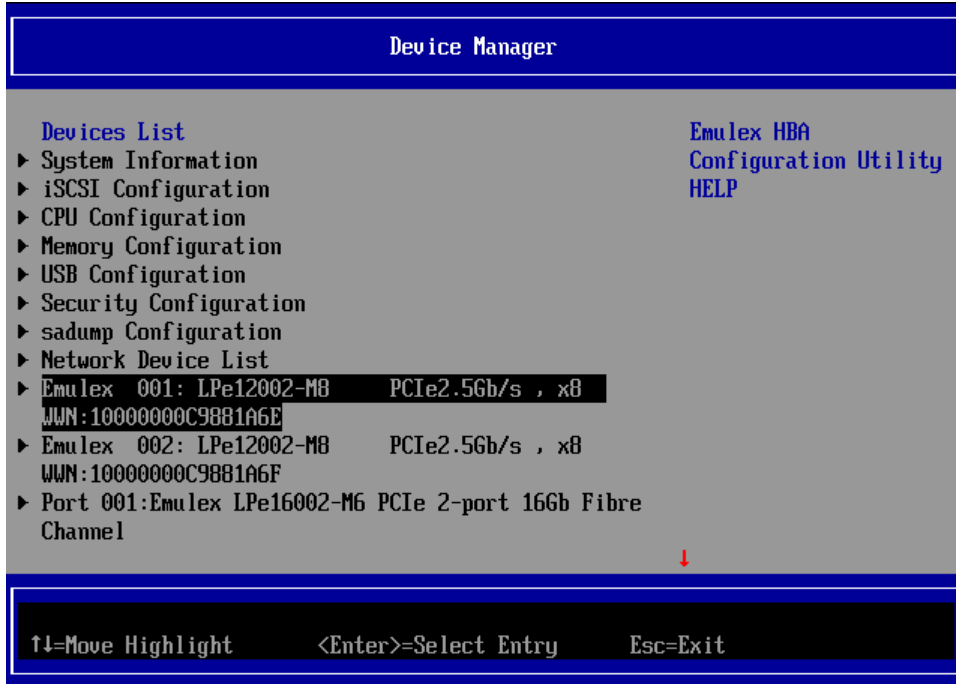 Device Manager
Devices List
System Information
iSCSI Configuration
CPU Configuration
Memory Configuration
USB Configuration
Security Configuration
sadump Configuration
Network Device List
Emulex 001: LPe12002-M8 PCIe2.5Gb/s , x8
WWN:10000000C9881A6E
Emulex 002: LPe12002-M8 PCIe2.5Gb/s , x8
WWN:10000000C9881A6F
Port 001:Emulex LPe16002-M6 PCIe 2-port 16Gb Fibre
Channel
Emulex HBA
Configuration Utility
HELP
↑↓=Move Highlight <Enter>=Select Entry Esc=Exit